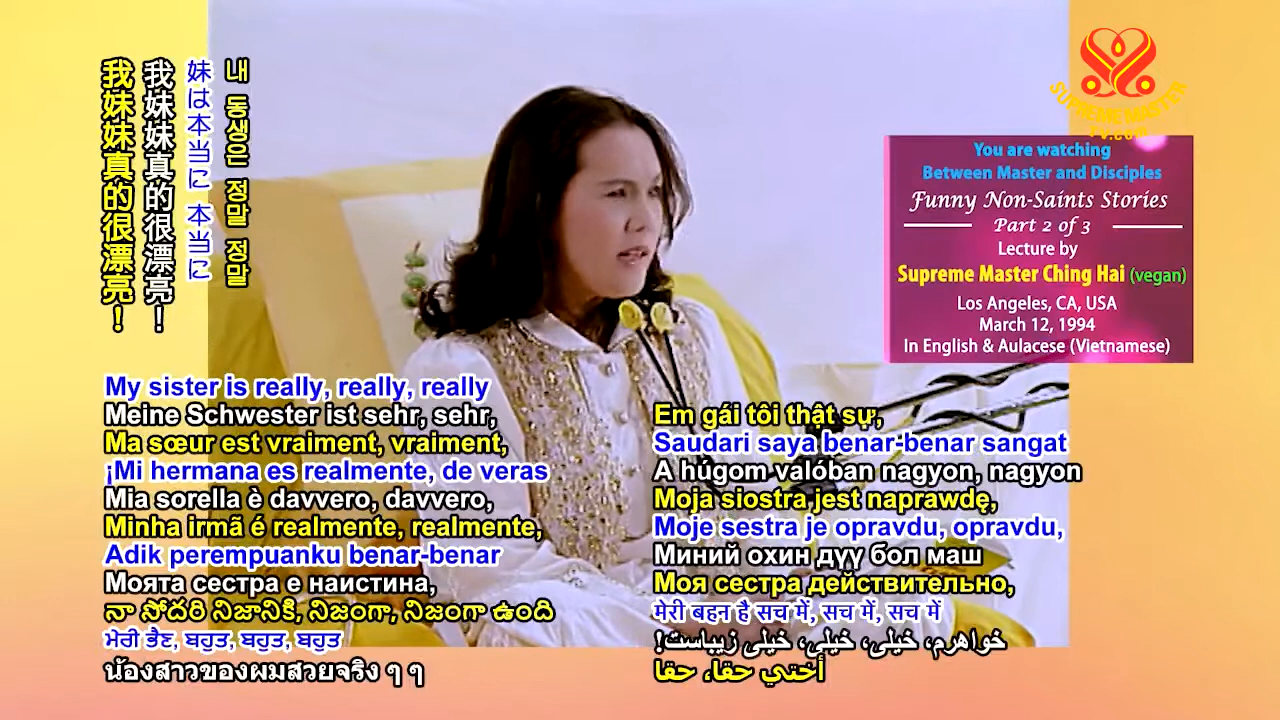 我妹妹真的很漂亮！
我妹妹真的很漂亮！
妹は本当に 本当に
내 동생은 정말 정말
SUPREME MASTER
TV.com
You are watching
Between Master and Disciples
Funny Non-Saints Stories
Part 2 of 3
Lecture by
Supreme Master Ching Hai (vegan)
Los Angeles, CA, USA
March 12, 1994
In English & Aulacese (Vietnamese)
My sister is really, really, really
Meine Schwester ist sehr, sehr,
Ma sœur est vraiment, vraiment,
¡Mi hermana es realmente, de veras
Mia sorella è davvero, davvero,
Minha irmã é realmente, realmente,
Adik perempuanku benar-benar
Моята сестра е наистина,
నా సోదరి నిజానికి, నిజంగా, నిజంగా ఉంది
ਮੇਰੀ ਭੈਣ, ਬਹੁਤ, ਬਹੁਤ, ਬਹੁਤ
น้องสาวของผมสวยจริง ๆ ๆ
Em gái tôi thật sự,
Saudari saya benar-benar sangat
A húgom valóban nagyon, nagyon
Moja siostra jest naprawdę,
Moje sestra je opravdu, opravdu,
Миний охин дүү бол маш
Моя сестра действительно,
मेरी बहन है सच में, सच में, सच में
خواهرم، خیلی، خیلی، خیلی زیباست!
أختي حقا، حقا